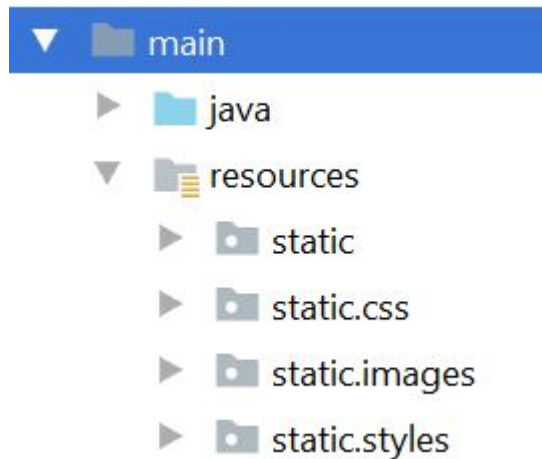 main
java
resources
static
static.css
static.images
static.styles